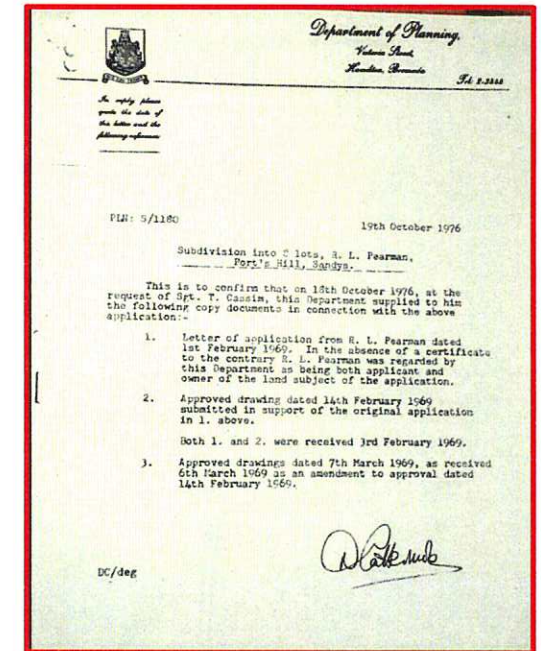 Department of Planning,
Victoria Street,
Hamilton, Bermuda
Tel: 2-3848
In reply please
quote the date of
this letter and the
following reference
PLN: 5/1180
19th October 1976
Subdivision into 2 lots, R. L. Pearman,
Port's Hill, Sandys.
This is to confirm that on 18th October 1976, at the
request of Sgt. T. Cassim, this Department supplied to him
the following copy documents in connection with the above
application:-
1. Letter of application from R. L. Pearman dated
1st February 1969. In the absence of a certificate
to the contrary R. L. Pearman was regarded by
this Department as being both applicant and
owner of the land subject of the application.
2. Approved drawing dated 14th February 1969
submitted in support of the original application
in 1. above.
Both 1. and 2. were received 3rd February 1969.
3. Approved drawings dated 7th March 1969, as received
6th March 1969 as an amendment to approval dated
14th February 1969.
DC/deg